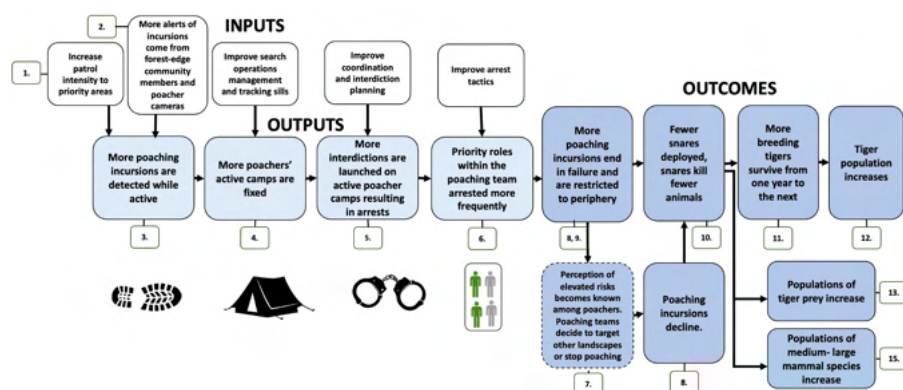 INPUTS
2.
More alerts of
incursions
come from
forest-edge
community
members and
poacher
cameras
1.
Increase
patrol
intensity to
priority areas
Improve search
operations
management
and tracking sills
Improve
coordination
and interdiction
planning
Improve arrest
tactics
OUTPUTS
OUTCOMES
More poaching
incursions are
detected while
active
3.
More poachers’
active camps are
fixed
4.
More
interdictions are
launched on
active poacher
camps resulting
in arrests
5.
Priority roles
within the
poaching team
arrested more
frequently
6.
More
poaching
incursions end
in failure and
are restricted
to periphery
8, 9.
Fewer
snares
deployed,
snares kill
fewer
animals
10.
More
breeding
tigers
survive from
one year to
the next
11.
Tiger
population
increases
12.
Perception of
elevated risks
becomes known
among poachers.
Poaching teams
decide to target
other landscapes
or stop poaching
7.
Poaching
incursions
decline.
8.
Populations of
tiger prey increase
13.
Populations of
medium- large
mammal species
increase
15.